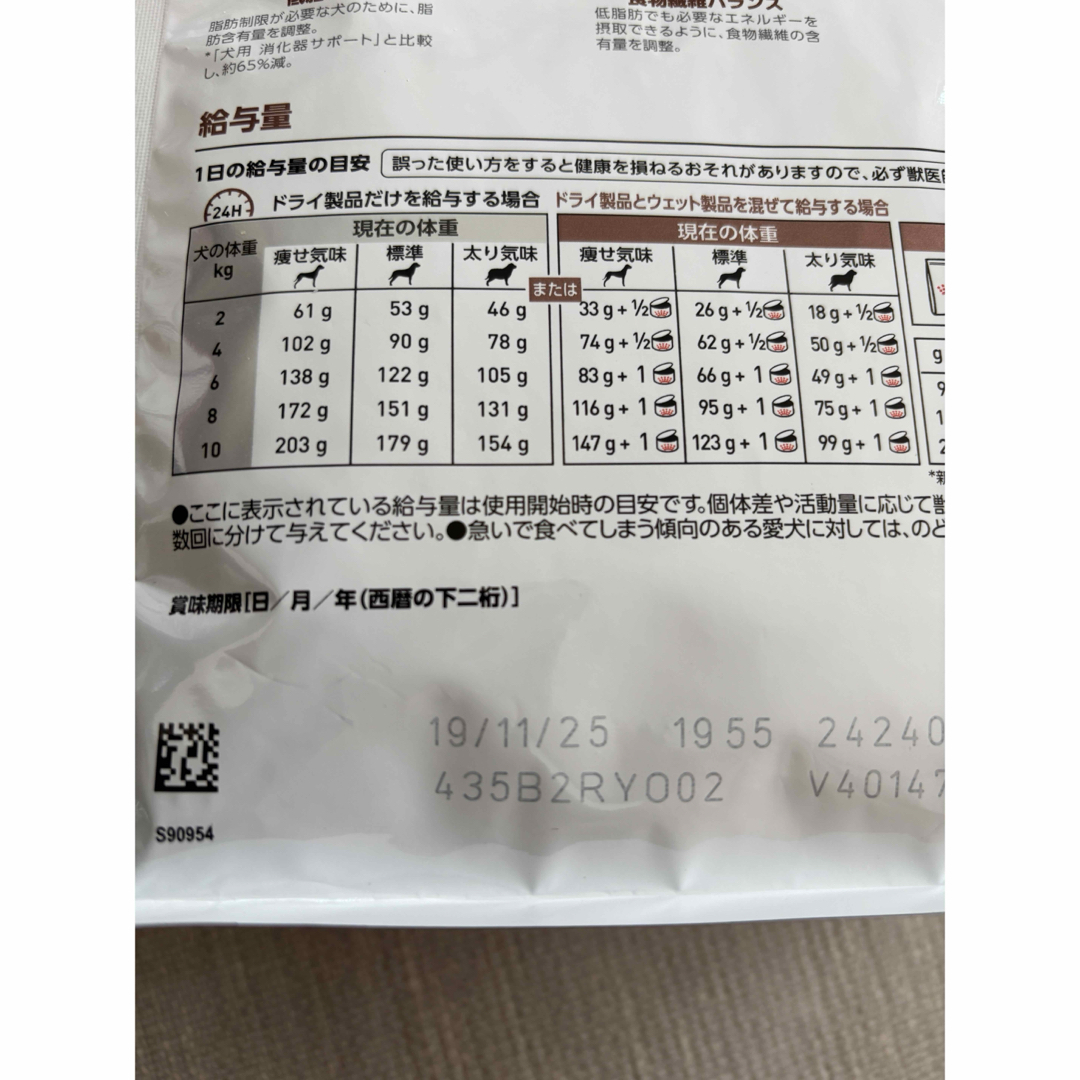 食物繊維バランス
脂肪制限が必要な犬のために、脂
肪含有量を調整。
*「犬用 消化器サポート」と比較
し、約65%減。
低脂肪でも必要なエネルギーを
摂取できるように、食物繊維の含
有量を調整。
給与量
1日の給与量の目安 誤った使い方をすると健康を損ねるおそれがありますので、必ず獣医
24H ドライ製品だけを給与する場合 ドライ製品とウェット製品を混ぜて給与する場合
犬の体重 kg 現在の体重 現在の体重
痩せ気味 標準 太り気味 または 痩せ気味 標準 太り気味
2 61 g 53 g 46 g 33 g + ½ 26 g + ½ 18 g + ½
4 102 g 90 g 78 g 74 g + ½ 62 g + ½ 50 g + ½
6 138 g 122 g 105 g 83 g + 1 66 g + 1 49 g + 1
8 172 g 151 g 131 g 116 g + 1 95 g + 1 75 g + 1
10 203 g 179 g 154 g 147 g + 1 123 g + 1 99 g + 1
●ここに表示されている給与量は使用開始時の目安です。個体差や活動量に応じて
数回に分けて与えてください。●急いで食べてしまう傾向のある愛犬に対しては、のど
賞味期限[日/月/年(西暦の下二桁)]
19/11/25 1955 24240
435B2RY002 V40147
S90954